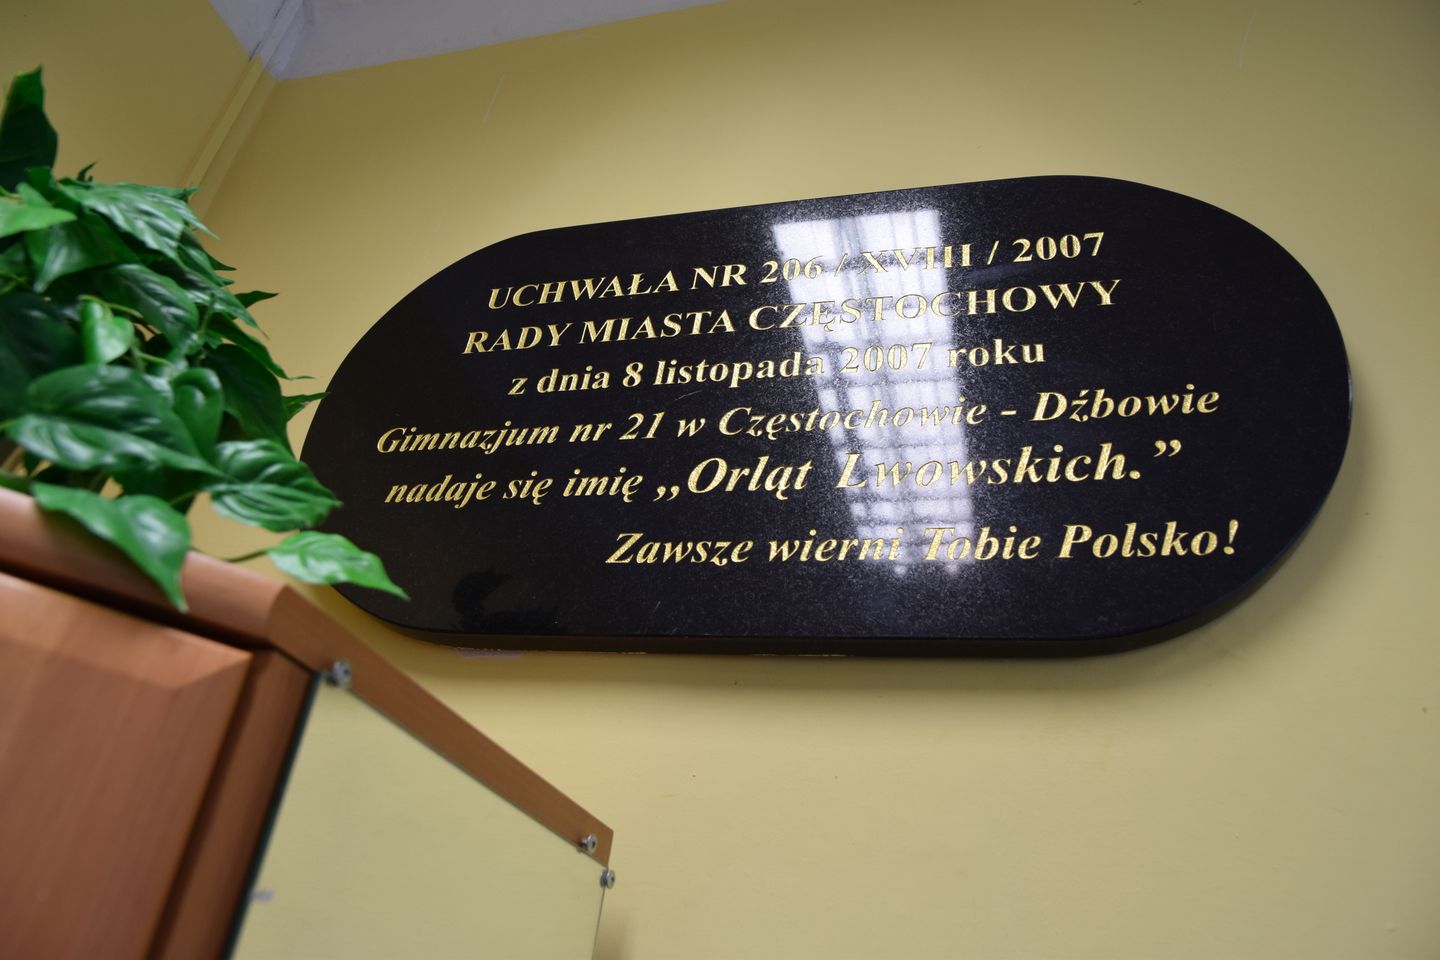 UCHWAŁA NR 206 / XVIII / 2007
RADY MIASTA CZĘSTOCHOWY
z dnia 8 listopada 2007 roku
Gimnazjum nr 21 w Częstochowie - Dźbowie
nadaje się imię ,,Orląt Lwowskich.”
Zawsze wierni Tobie Polsko!